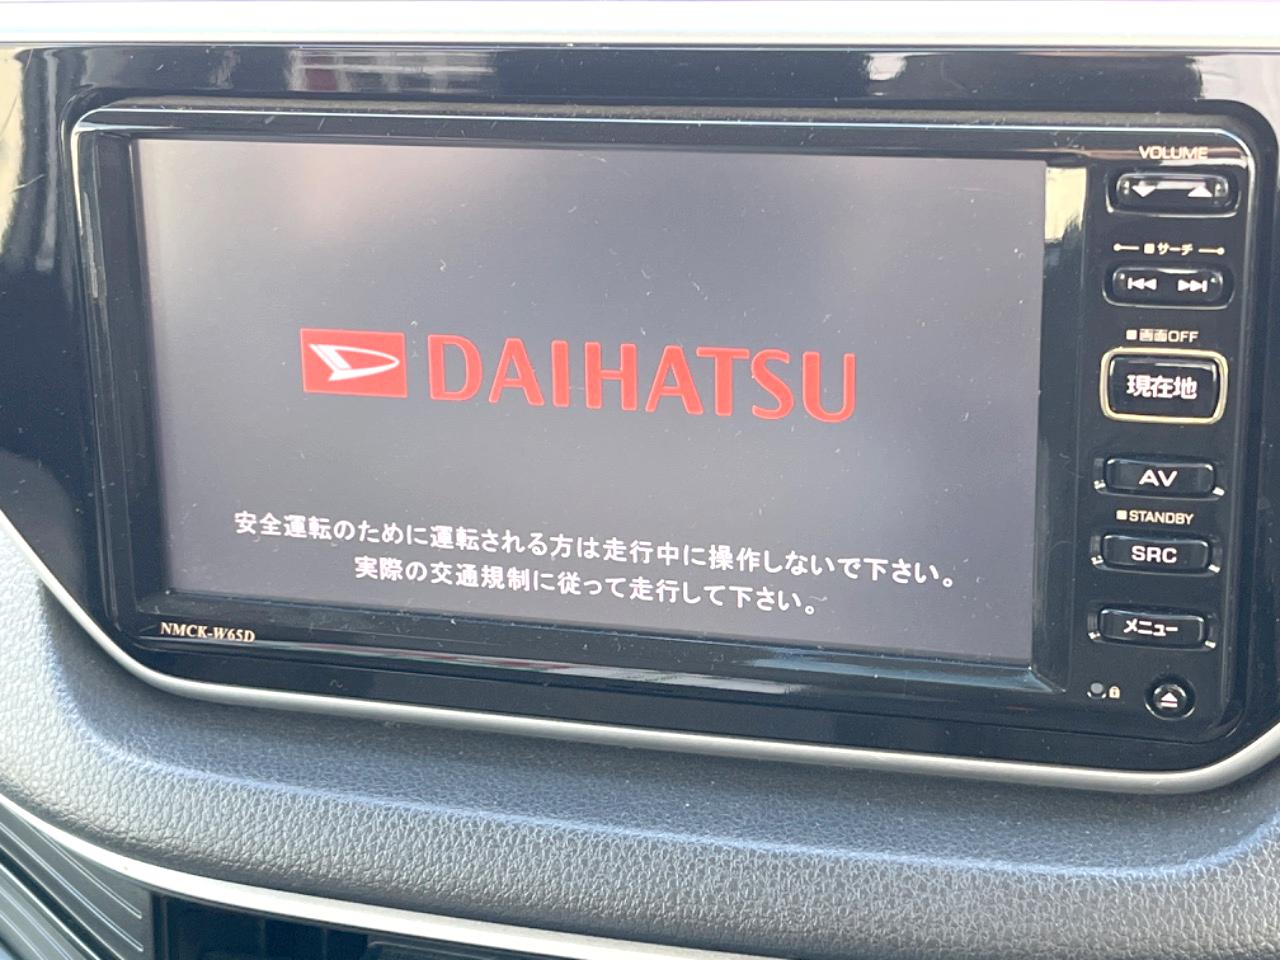 DAIHATSU
安全運転のために運転される方は走行中に操作しないで下さい。
実際の交通規制に従って走行して下さい。
NMCK-W65D
VOLUME
サーチ
画面OFF
現在地
AV
STANDBY
SRC
メニュー